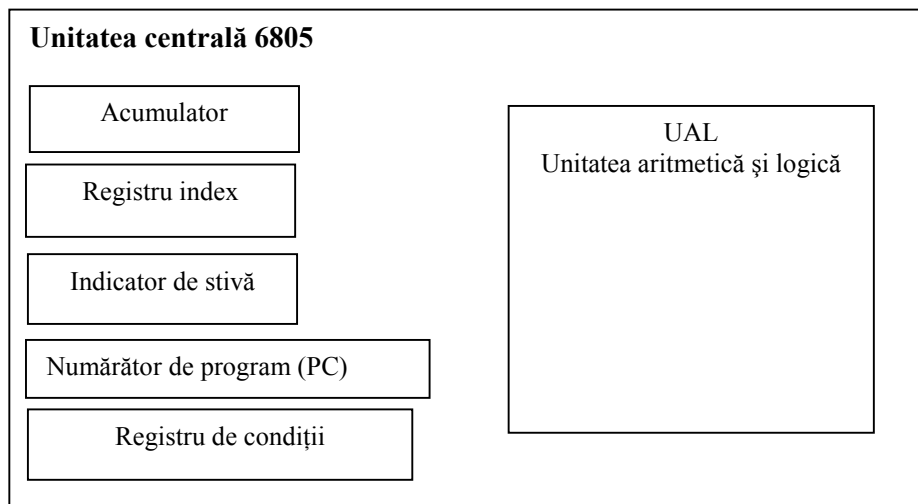 Unitatea centrală 6805
Acumulator
Registru index
Indicator de stivă
Numărător de program (PC)
Registru de condiții
UAL
Unitatea aritmetică şi logică